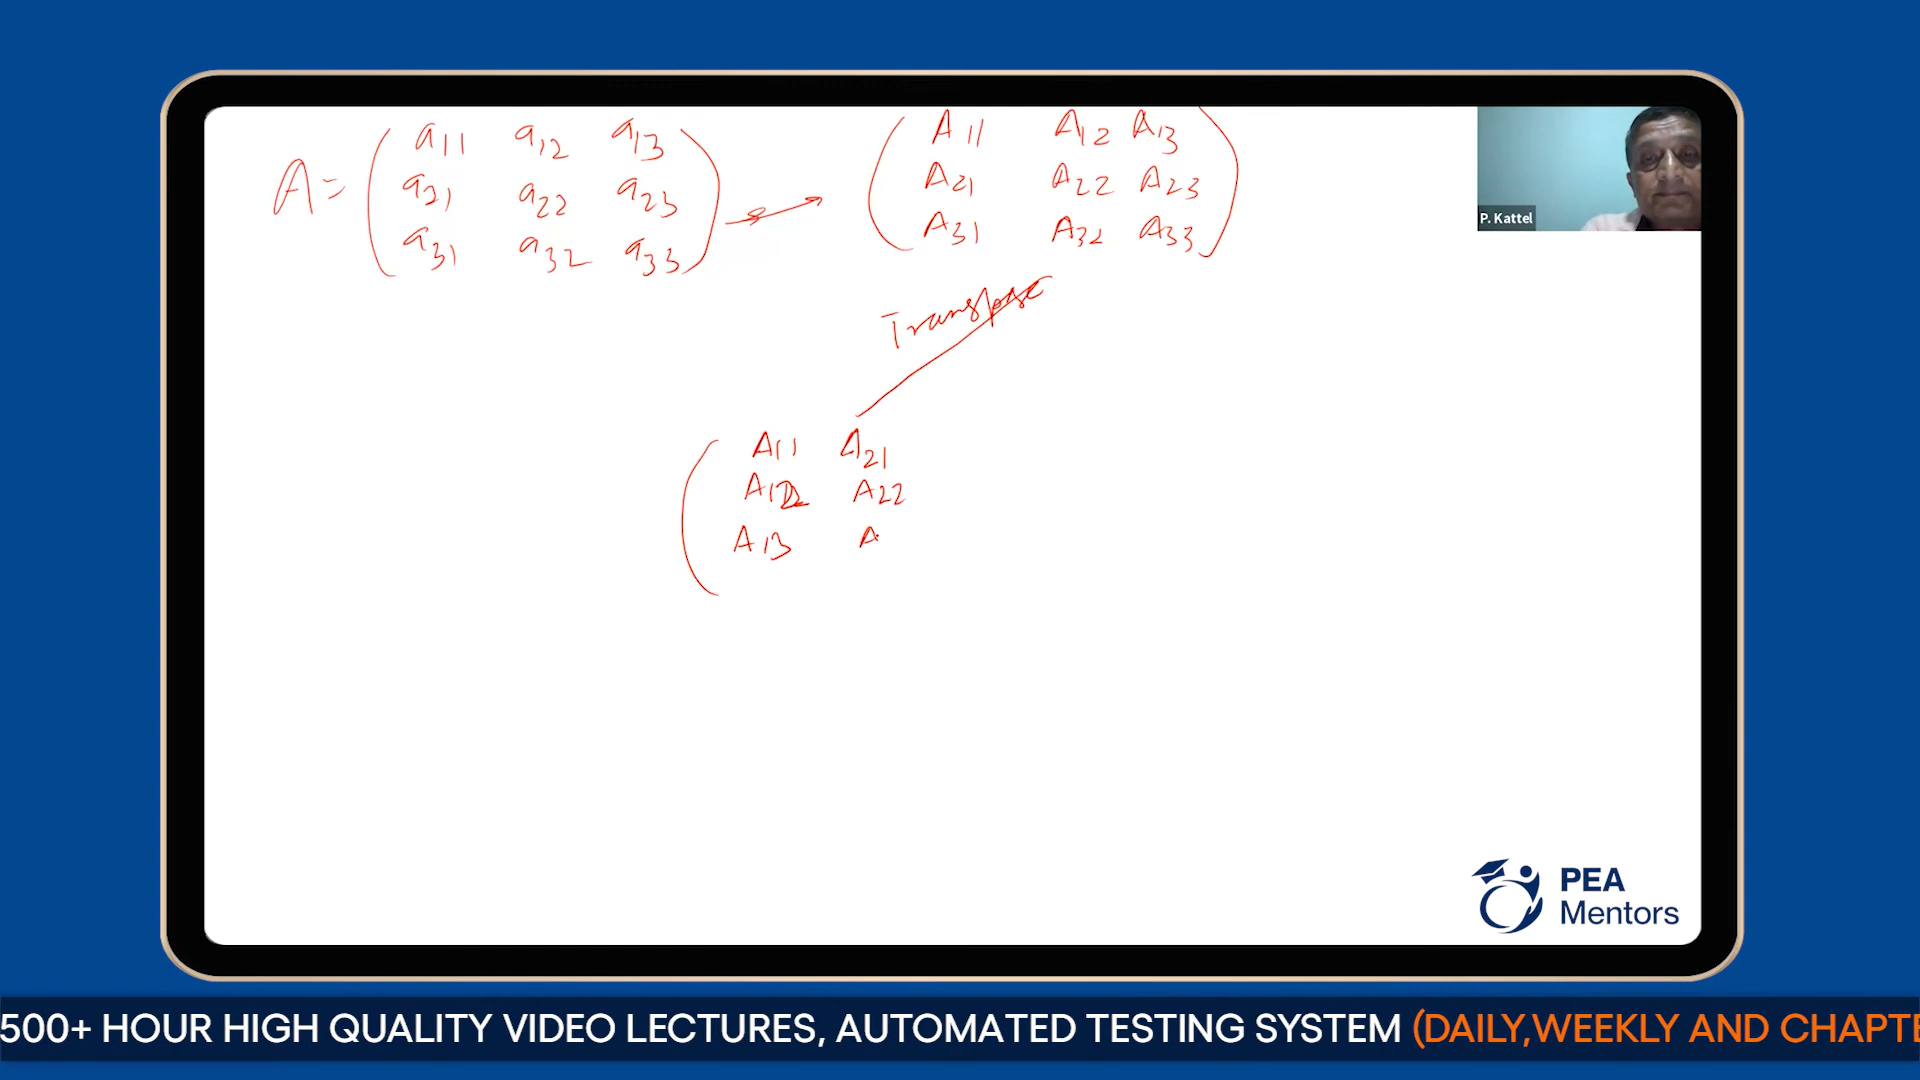 a11 a12 a13 A11 A12 A13
A= a21 a22 a23 → A21 A22 A23
a31 a32 a33 A31 A32 A33
P. Kattel
Transpose
A11 A21
A12 A22
A13 A
PEA
Mentors
500+ HOUR HIGH QUALITY VIDEO LECTURES, AUTOMATED TESTING SYSTEM (DAILY,WEEKLY AND CHAPTE